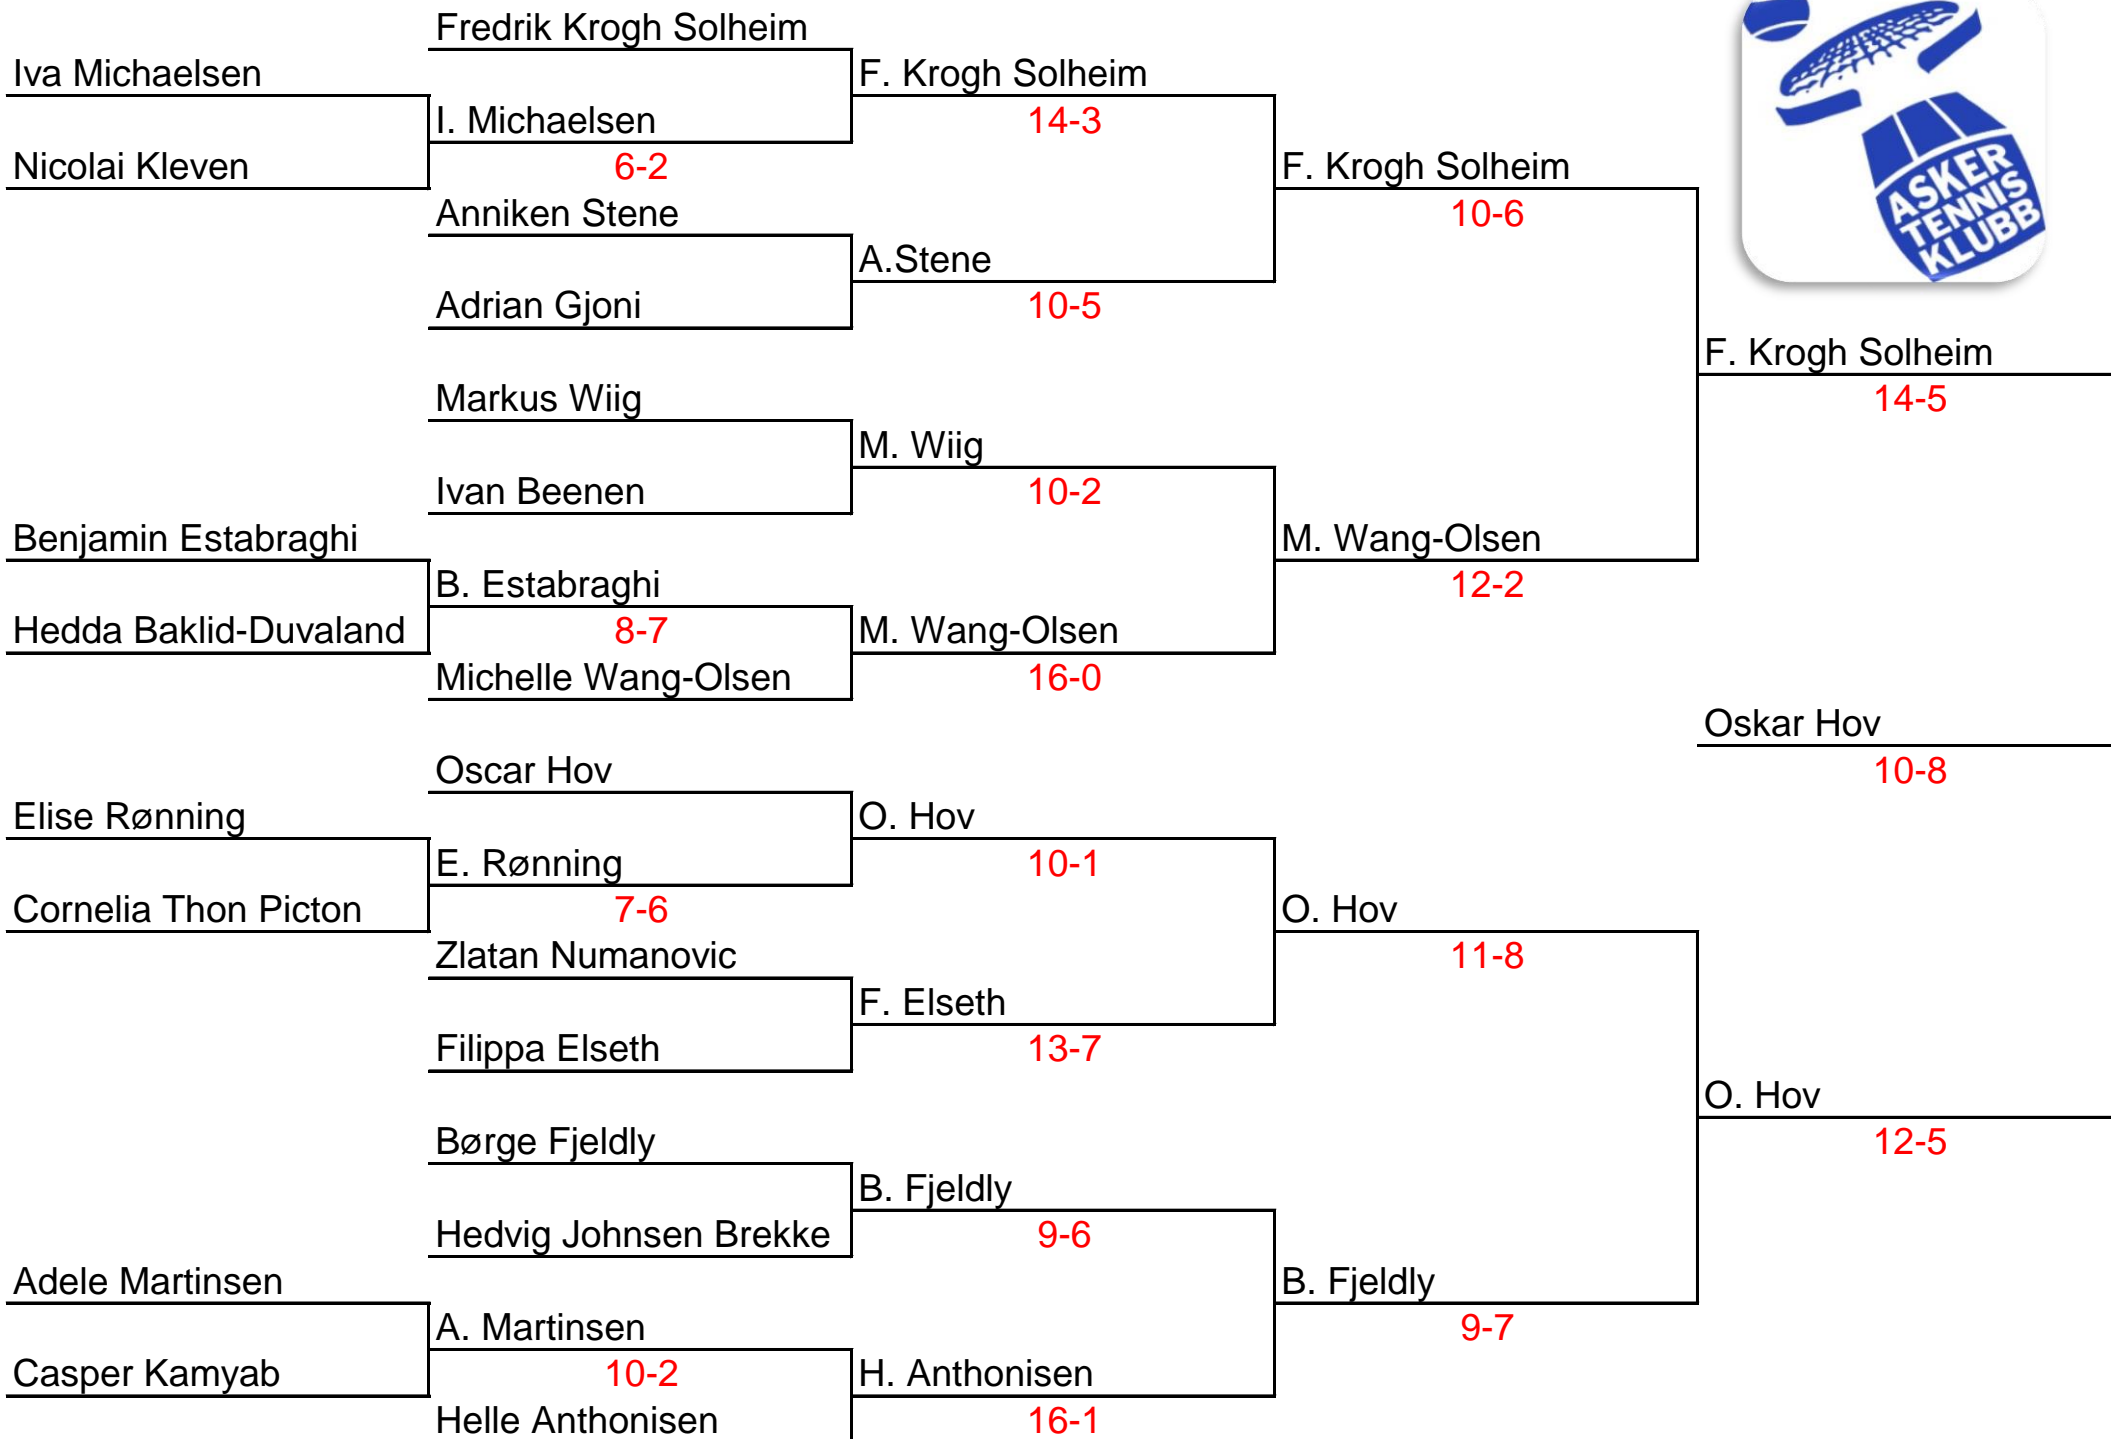 Fredrik Krogh Solheim
Iva Michaelsen
F. Krogh Solheim
I. Michaelsen
14-3
Nicolai Kleven
6-2
F. Krogh Solheim
Anniken Stene
10-6
A.Stene
Adrian Gjoni
10-5
ASKER
TENNIS
KLUBB
F. Krogh Solheim
Markus Wiig
14-5
M. Wiig
Ivan Beenen
10-2
Benjamin Estabraghi
M. Wang-Olsen
B. Estabraghi
12-2
Hedda Baklid-Duvaland
8-7
M. Wang-Olsen
Michelle Wang-Olsen
16-0
Oskar Hov
Oscar Hov
10-8
Elise Rønning
O. Hov
E. Rønning
10-1
Cornelia Thon Picton
7-6
O. Hov
Zlatan Numanovic
11-8
F. Elseth
Filippa Elseth
13-7
O. Hov
Børge Fjeldly
12-5
B. Fjeldly
Hedvig Johnsen Brekke
9-6
Adele Martinsen
B. Fjeldly
A. Martinsen
9-7
Casper Kamyab
10-2
H. Anthonisen
Helle Anthonisen
16-1